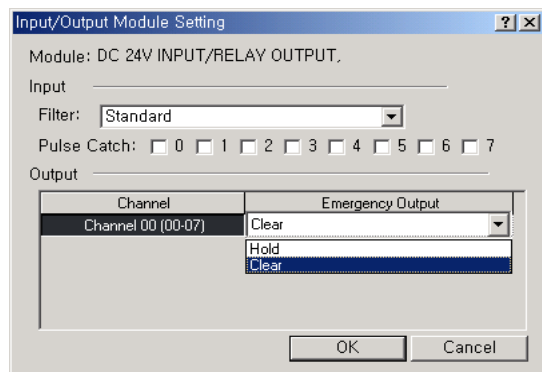 Input/Output Module Setting
Module: DC 24V INPUT/RELAY OUTPUT,
Input
Filter: Standard
Pulse Catch: 0 1 2 3 4 5 6 7
Output
Channel Emergency Output
Channel 00 (00-07) Clear
Hold
Clear
OK Cancel